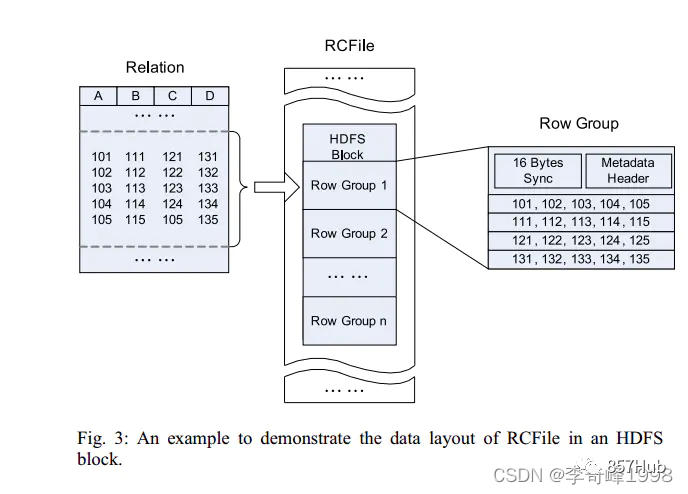 RCFile
Relation
A B C D
... ...
101 111 121 131
102 112 122 132
103 113 123 133
104 114 124 134
105 115 105 135
... ...
... ...
HDFS
Block
Row Group 1
Row Group 2
... ...
Row Group n
... ...
Row Group
16 Bytes
Sync
Metadata
Header
101, 102, 103, 104, 105
111, 112, 113, 114, 115
121, 122, 123, 124, 125
131, 132, 133, 134, 135
Fig. 3: An example to demonstrate the data layout of RCFile in an HDFS
block.
857Hub
CSDN @李奇峰1998